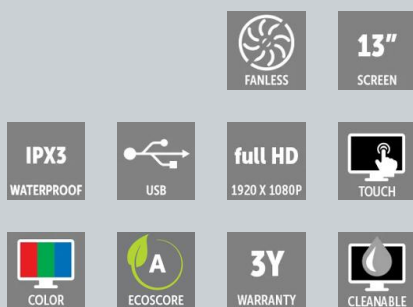 FANLESS
13"
SCREEN
IPX3
WATERPROOF
USB
full HD
1920 X 1080P
TOUCH
COLOR
A
ECOSCORE
3Y
WARRANTY
CLEANABLE